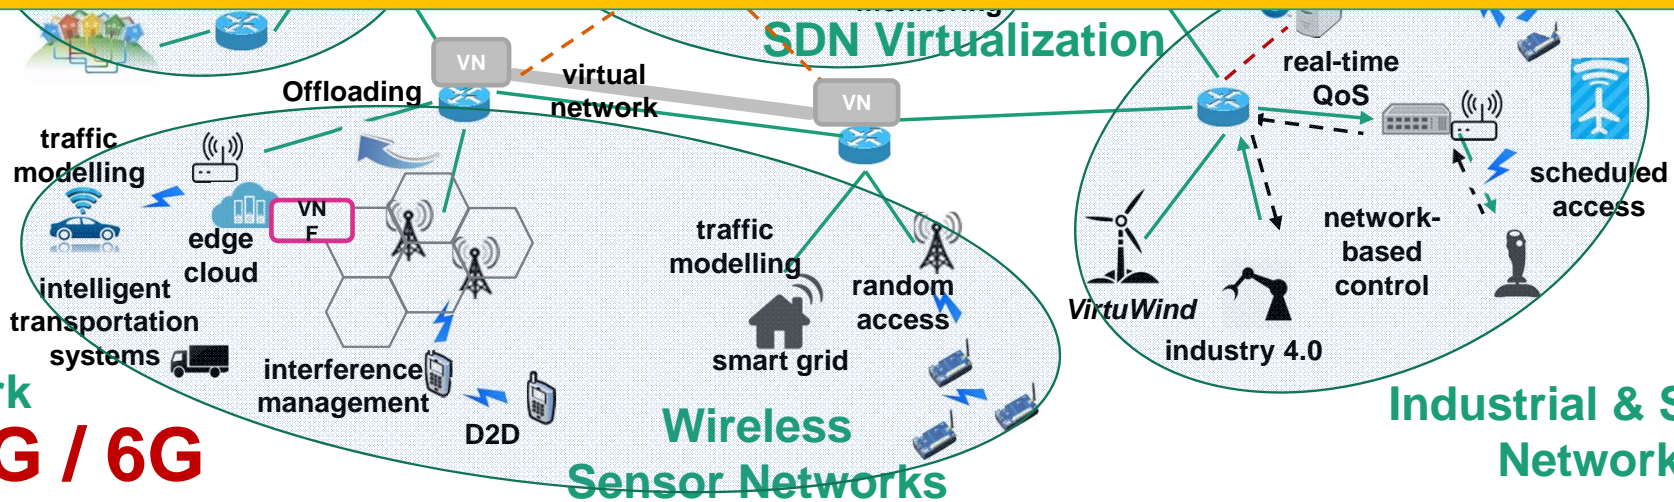 SDN Virtualization
VN
virtual
network
VN
Offloading
real-time
QoS
traffic
modelling
scheduled
access
VN
F
edge
cloud
traffic
modelling
network-
based
control
intelligent
transportation
systems
random
access
VirtuWind
smart grid
industry 4.0
interference
management
D2D
Wireless
Sensor Networks
G / 6G
Industrial & S
Network